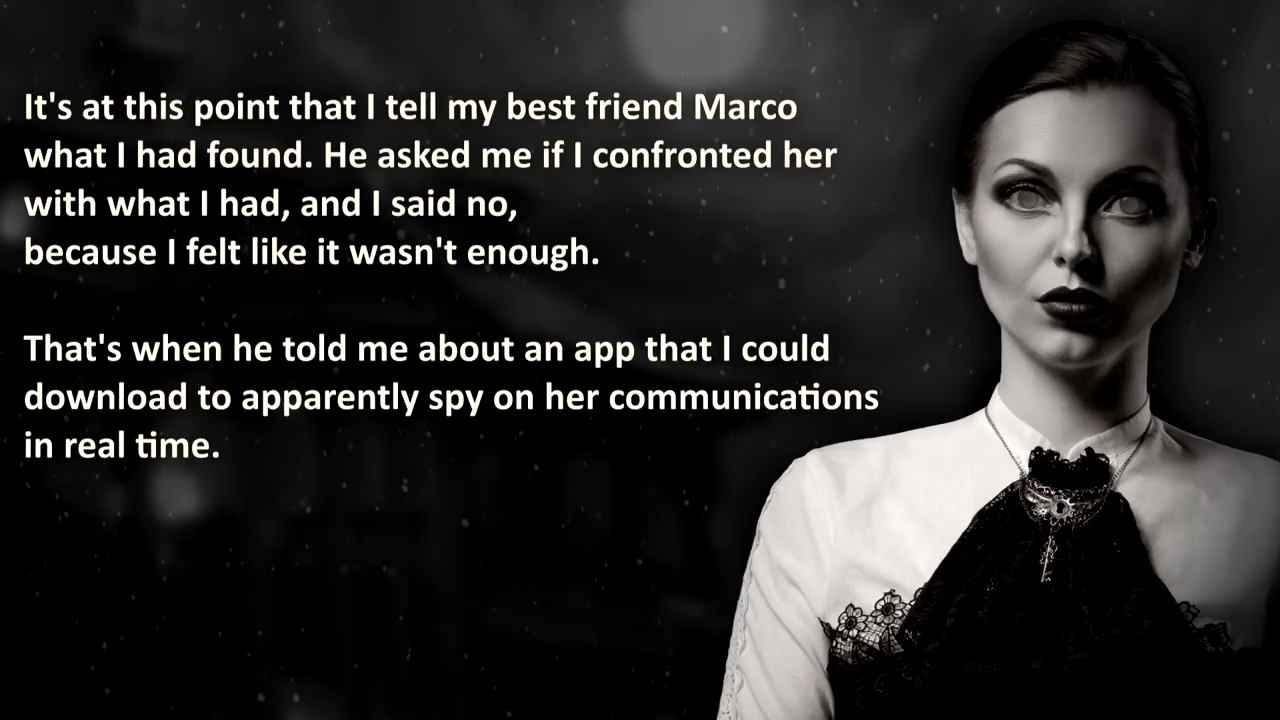 It's at this point that I tell my best friend Marco
what I had found. He asked me if I confronted her
with what I had, and I said no,
because I felt like it wasn't enough.
That's when he told me about an app that I could
download to apparently spy on her communications
in real time.